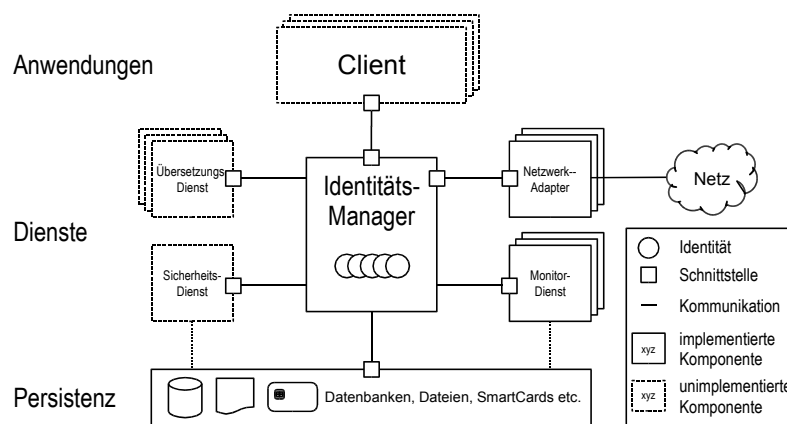 Anwendungen
Client
Übersetzungs
Dienst
Identitäts-
Manager
Netzwerk--
Adapter
Netz
Dienste
Sicherheits-
Dienst
Monitor-
Dienst
Identität
Schnittstelle
Kommunikation
xyz
implementierte
Komponente
xyz
unimplementierte
Komponente
Persistenz
Datenbanken, Dateien, SmartCards etc.